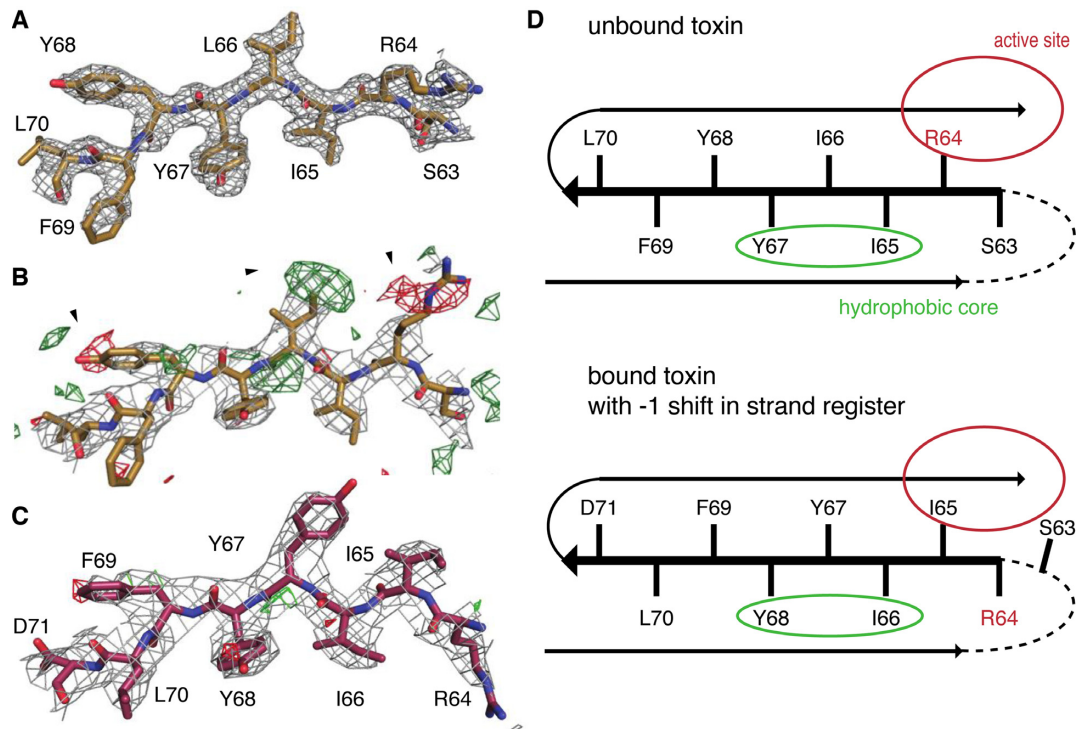 A
Y68
L66
R64
L70
Y67
I65
S63
F69
B
C
F69
Y67
I65
D71
L70
Y68
I66
R64
D
unbound toxin
active site
L70
Y68
I66
R64
F69
Y67
I65
S63
hydrophobic core
bound toxin
with -1 shift in strand register
D71
F69
Y67
I65
S63
L70
Y68
I66
R64